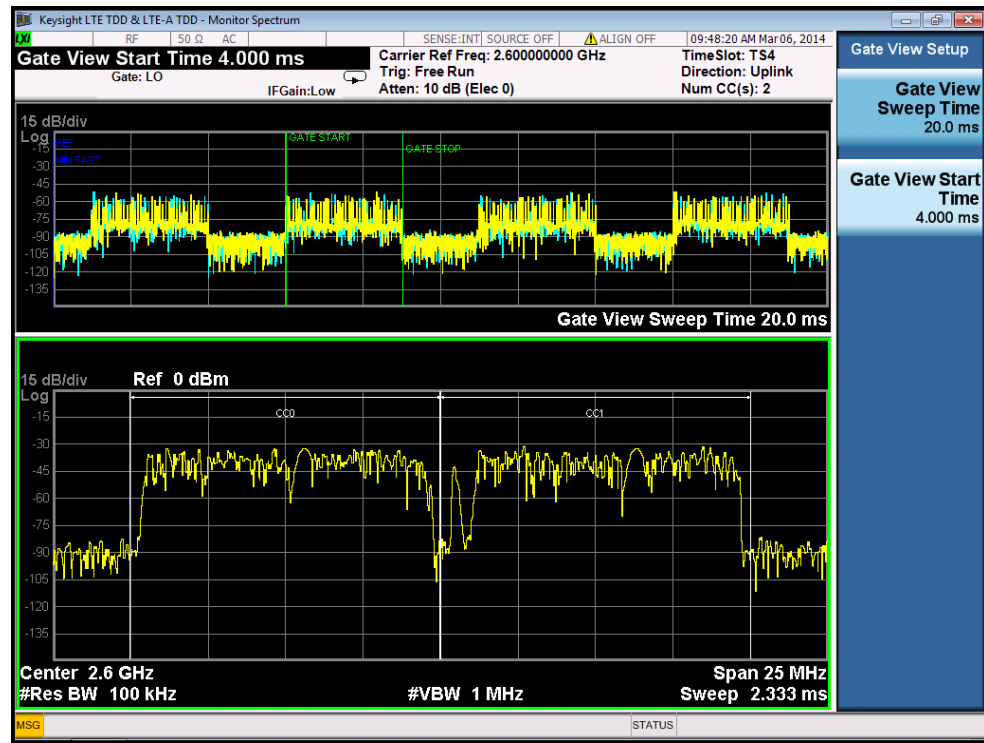 Keysight LTE TDD & LTE-A TDD - Monitor Spectrum
LXI RF 50 Ω AC SENSE:INT SOURCE OFF ALIGN OFF 09:48:20 AM Mar 06, 2014
Gate View Start Time 4.000 ms
Gate: LO
IFGain:Low
Carrier Ref Freq: 2.600000000 GHz
Trig: Free Run
Atten: 10 dB (Elec 0)
TimeSlot: TS4
Direction: Uplink
Num CC(s): 2
Gate View Setup
Gate View
Sweep Time
20.0 ms
Gate View Start
Time
4.000 ms
15 dB/div
Log
REF
MIN FAST
GATE START
GATE STOP
-15
-30
-45
-60
-75
-90
-105
-120
-135
Gate View Sweep Time 20.0 ms
15 dB/div Ref 0 dBm
Log
CC0 CC1
-15
-30
-45
-60
-75
-90
-105
-120
-135
Center 2.6 GHz Span 25 MHz
#Res BW 100 kHz #VBW 1 MHz Sweep 2.333 ms
MSG STATUS